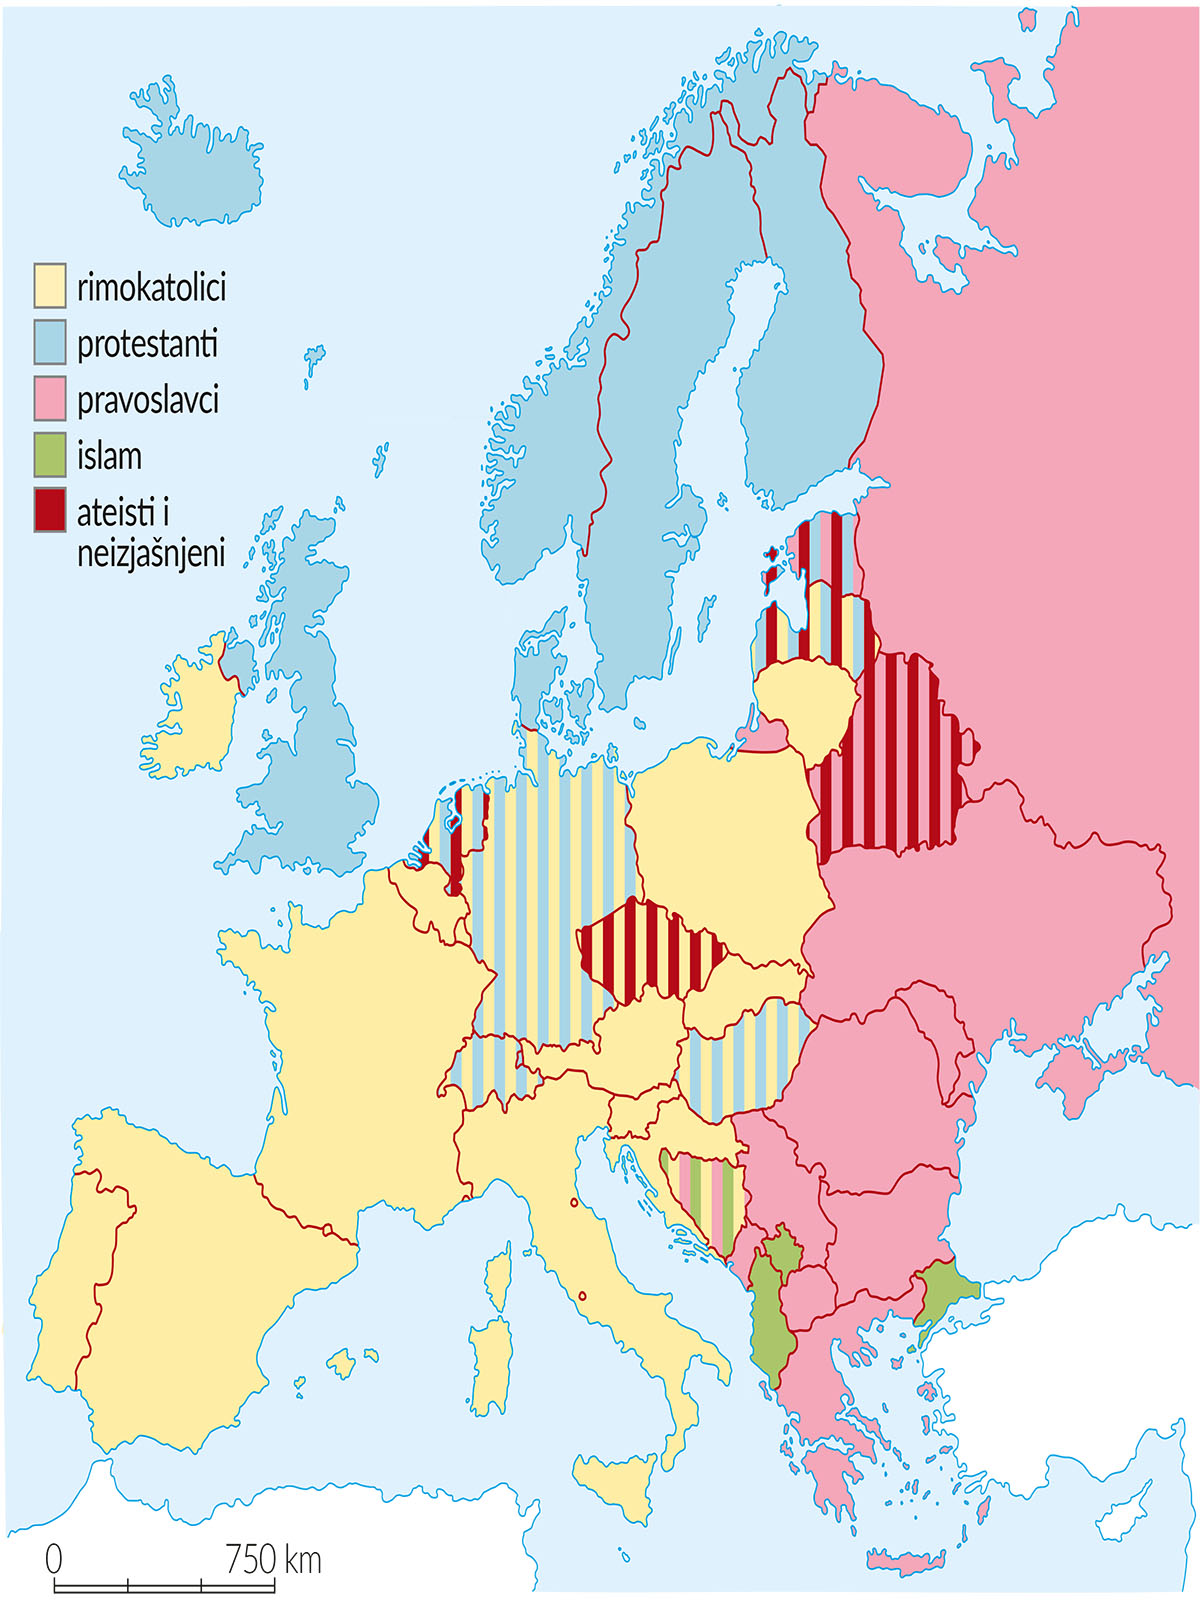 rimokatolici
protestanti
pravoslavci
islam
ateisti i
neizjašnjeni
0 750 km